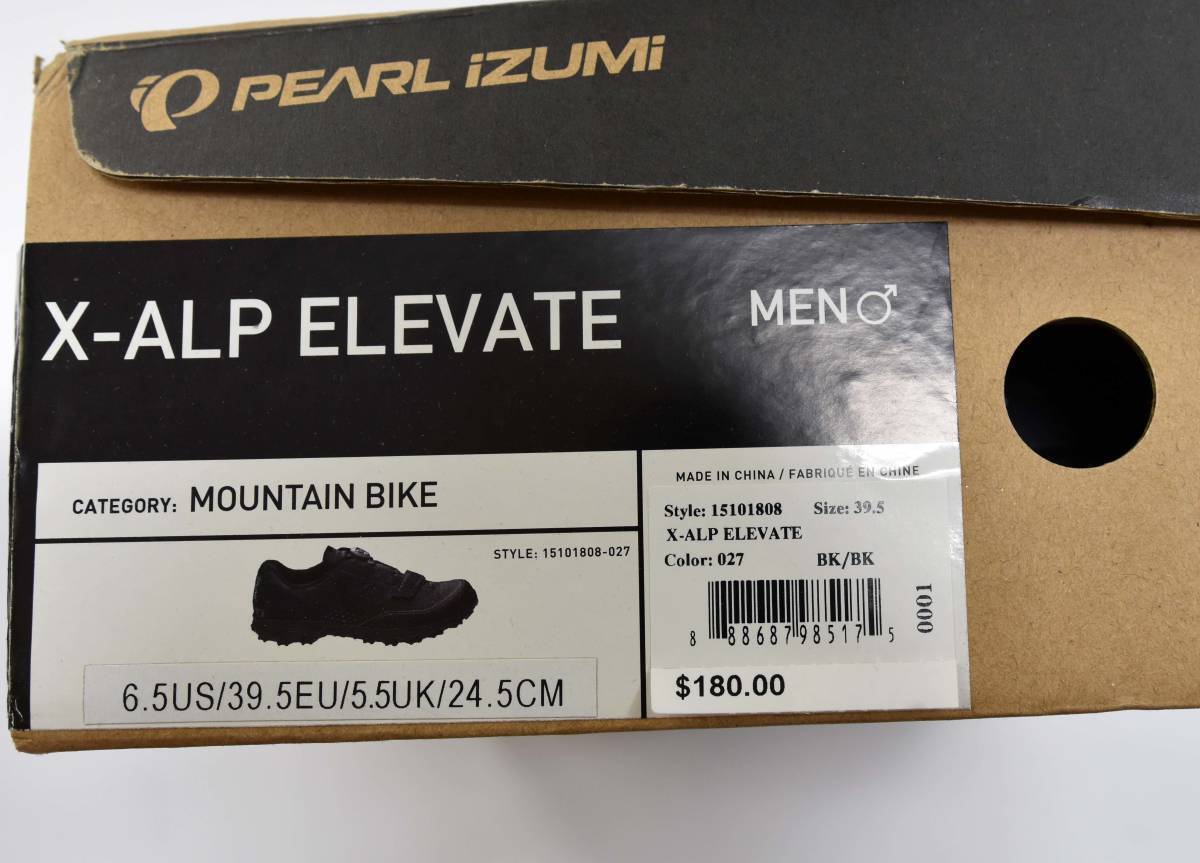 PEARL iZUMi
X-ALP ELEVATE
MEN
CATEGORY: MOUNTAIN BIKE
STYLE: 15101808-027
6.5US/39.5EU/5.5UK/24.5CM
MADE IN CHINA / FABRIQUÉ EN CHINE
Style: 15101808 Size: 39.5
X-ALP ELEVATE
Color: 027 BK/BK
8 88687 98517 5
0001
$180.00